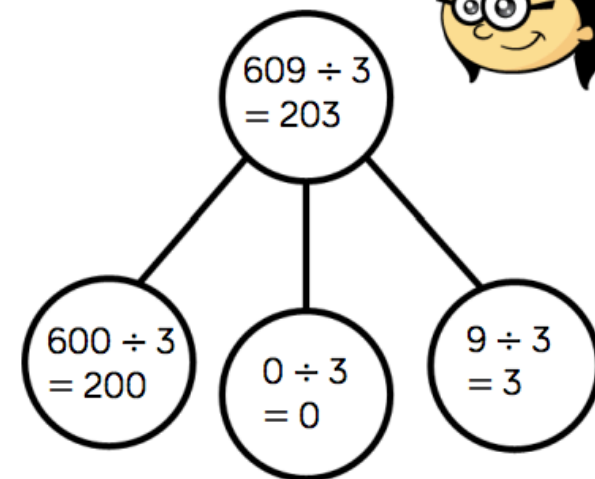 609 ÷ 3
= 203
600 ÷ 3
= 200
0 ÷ 3
= 0
9 ÷ 3
= 3